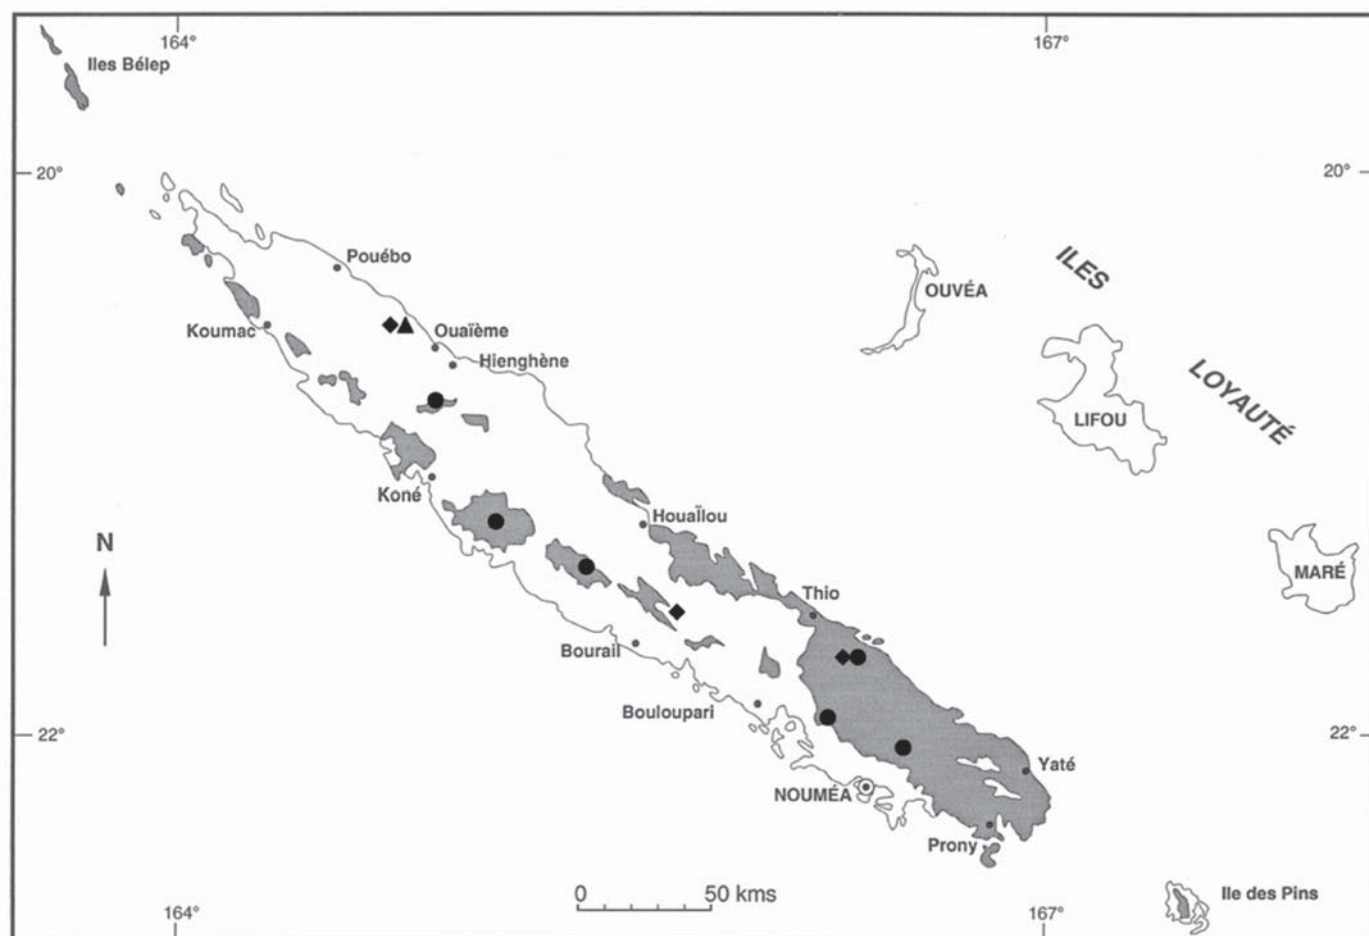 164°
167°
Iles Bélep
20°
20°
Pouébo
ILES
OUVÉA
Koumac
Ouaïème
Hienghène
LOYAUTÉ
LIFOU
Koné
Houaïlou
N
MARÉ
Thio
Bourail
Bouloupari
22°
22°
Yaté
NOUMÉA
Prony
0 50 kms
Ile des Pins
164°
167°